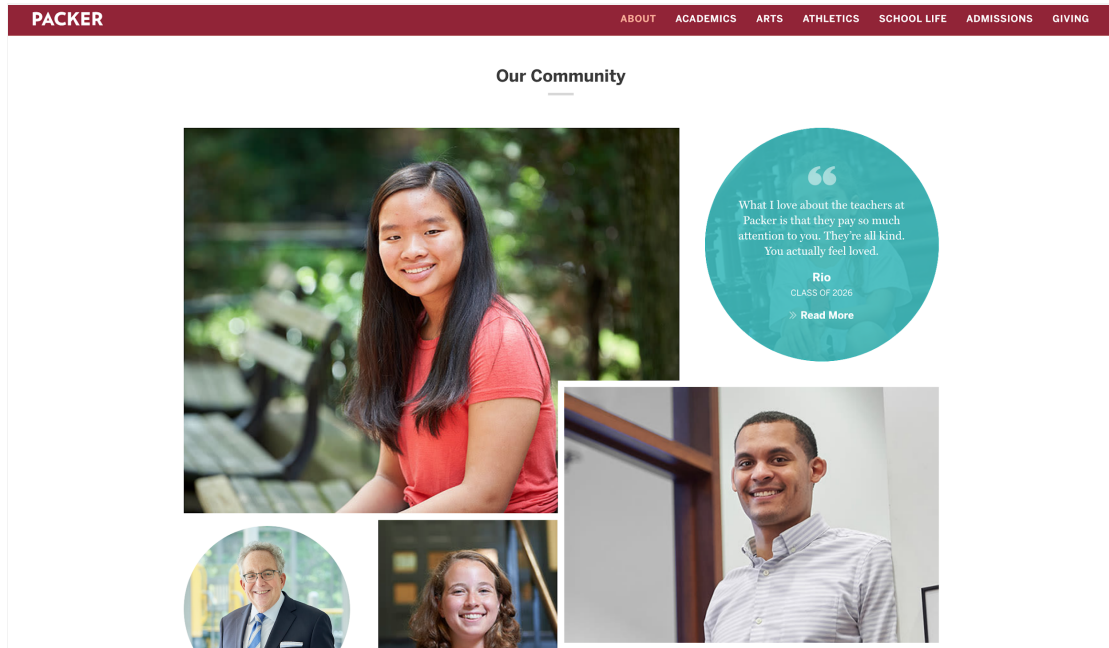 PACKER
ABOUT ACADEMICS ARTS ATHLETICS SCHOOL LIFE ADMISSIONS GIVING
Our Community
“
What I love about the teachers at
Packer is that they pay so much
attention to you. They’re all kind.
You actually feel loved.
Rio
CLASS OF 2026
» Read More